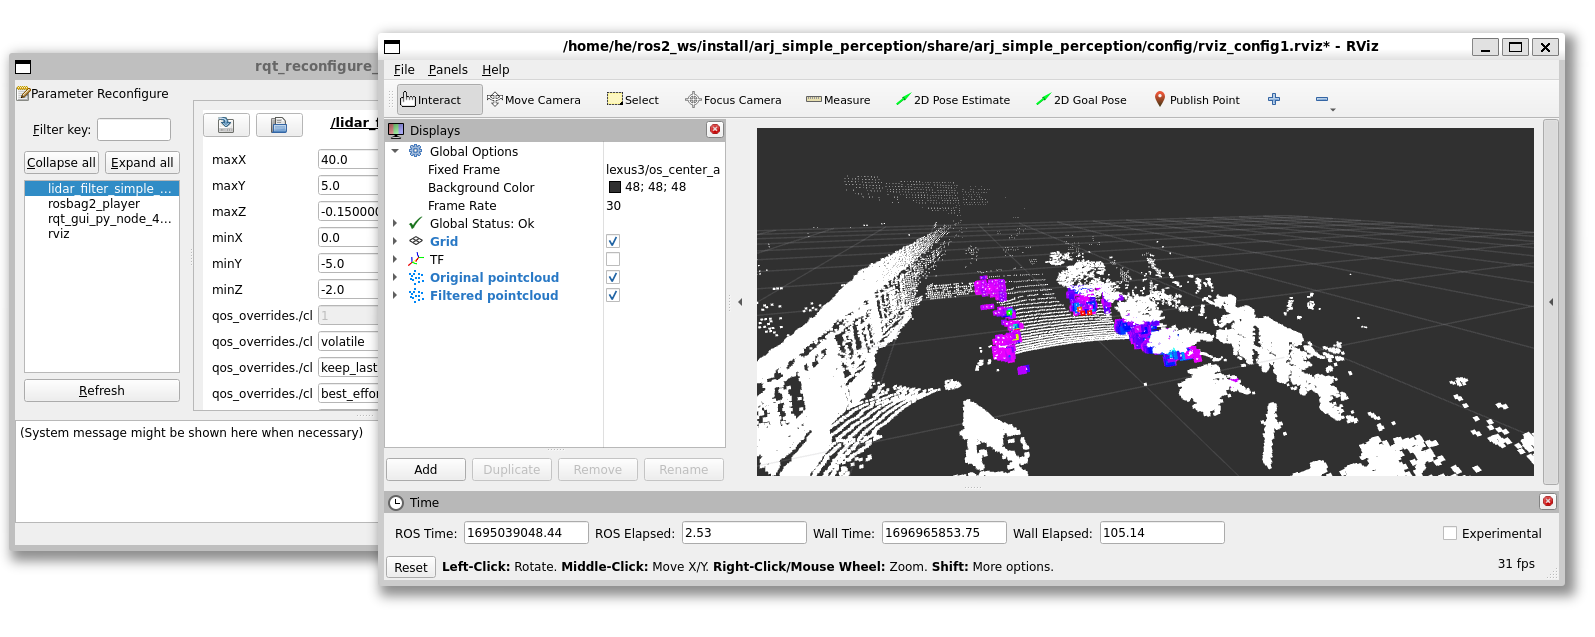 rqt_reconfigure_
Parameter Reconfigure
Filter key:
Collapse all
Expand all
lidar_filter_simple_...
rosbag2_player
rqt_gui_py_node_4...
rviz
Refresh
(System message might be shown here when necessary)
/lidar_f
maxX 40.0
maxY 5.0
maxZ -0.150000
minX 0.0
minY -5.0
minZ -2.0
qos_overrides./cl 1
qos_overrides./cl volatile
qos_overrides./cl keep_last
qos_overrides./cl best_effo
/home/he/ros2_ws/install/arj_simple_perception/share/arj_simple_perception/config/rviz_config1.rviz* - RViz
File Panels Help
Interact Move Camera Select Focus Camera Measure 2D Pose Estimate 2D Goal Pose Publish Point
Displays
Global Options
Fixed Frame lexus3/os_center_a
Background Color 48; 48; 48
Frame Rate 30
Global Status: Ok
Grid
TF
Original pointcloud
Filtered pointcloud
Add Duplicate Remove Rename
Time
ROS Time: 1695039048.44 ROS Elapsed: 2.53 Wall Time: 1696965853.75 Wall Elapsed: 105.14 Experimental
Reset Left-Click: Rotate. Middle-Click: Move X/Y. Right-Click/Mouse Wheel: Zoom. Shift: More options. 31 fps